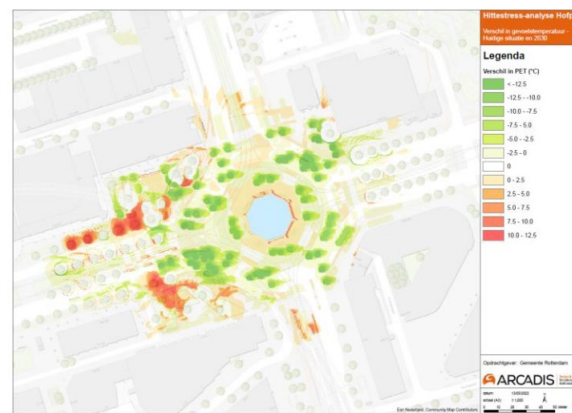 Hittestress-analyse Hofp
Verschil in gevoelstemperatuur -
Huidige situatie en 2030
Legenda
Verschil in PET (°C)
< -12.5
-12.5 - -10.0
-10.0 - -7.5
-7.5 - 5.0
-5.0 - -2.5
-2.5 - 0
0
0 - 2.5
2.5 - 5.0
5.0 - 7.5
7.5 - 10.0
10.0 - 12.5
Opdrachtgever: Gemeente Rotterdam
ARCADIS
Esri Nederland, Community Map Contributors